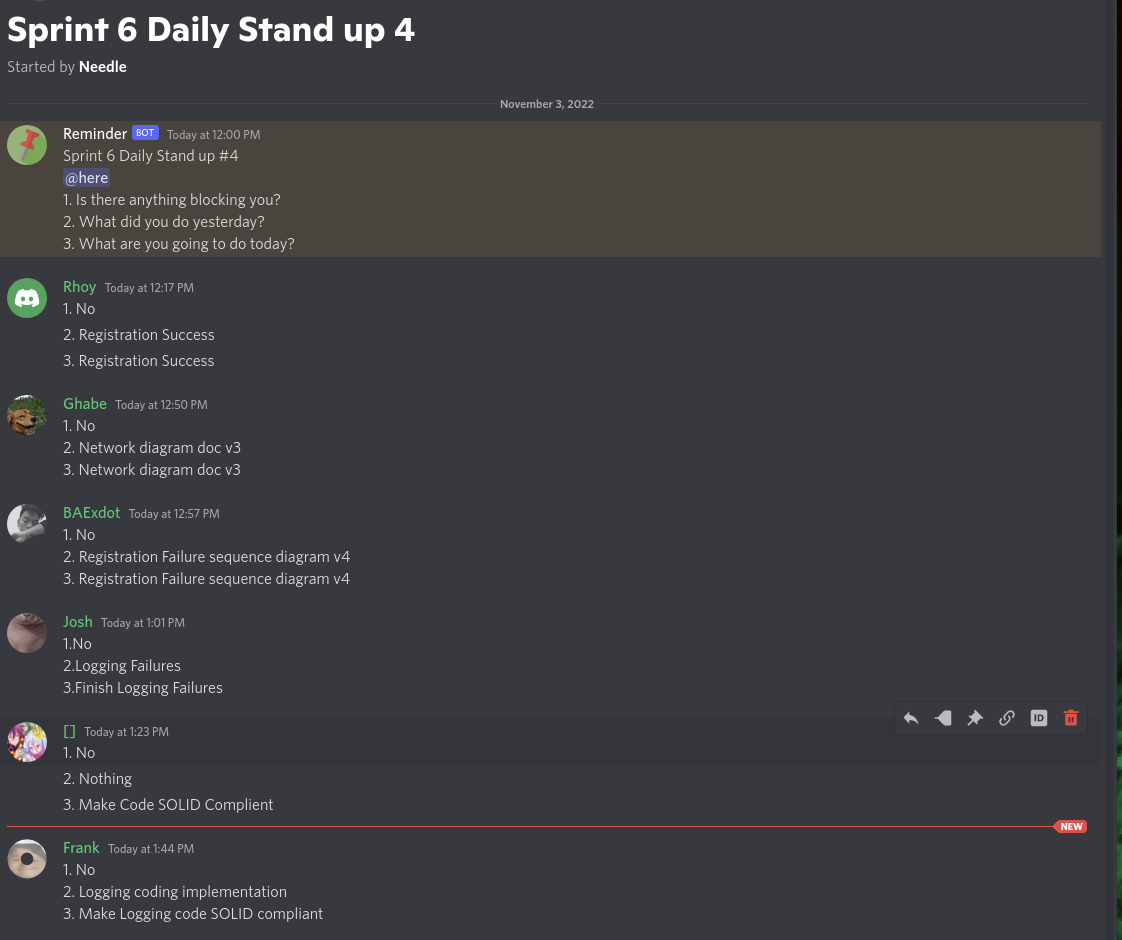 Sprint 6 Daily Stand up 4
Started by Needle
November 3, 2022
Reminder BOT Today at 12:00 PM
Sprint 6 Daily Stand up #4
@here
1. Is there anything blocking you?
2. What did you do yesterday?
3. What are you going to do today?
Rhoy Today at 12:17 PM
1. No
2. Registration Success
3. Registration Success
Ghabe Today at 12:50 PM
1. No
2. Network diagram doc v3
3. Network diagram doc v3
BAExdot Today at 12:57 PM
1. No
2. Registration Failure sequence diagram v4
3. Registration Failure sequence diagram v4
Josh Today at 1:01 PM
1.No
2.Logging Failures
3.Finish Logging Failures
ID
[] Today at 1:23 PM
1. No
2. Nothing
3. Make Code SOLID Complient
NEW
Frank Today at 1:44 PM
1. No
2. Logging coding implementation
3. Make Logging code SOLID compliant